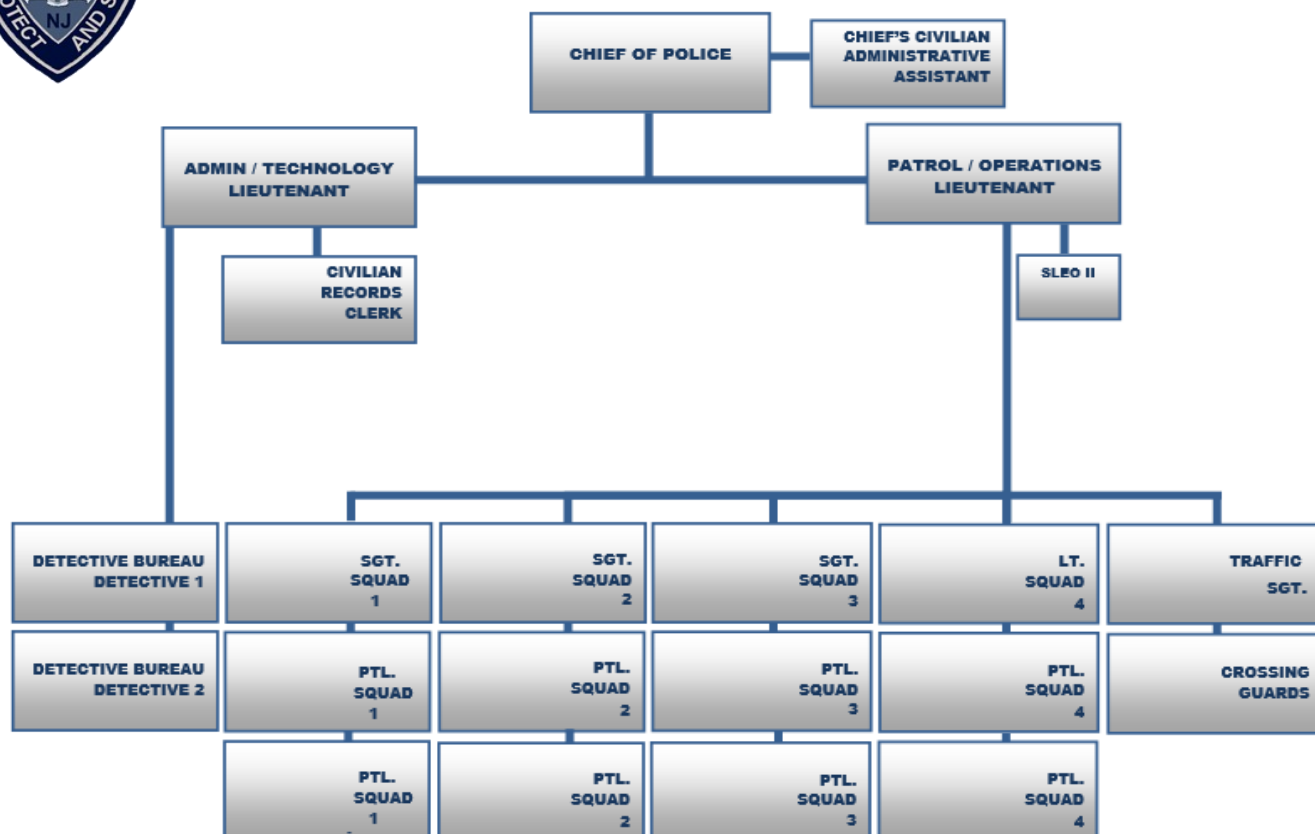 OTECT
NJ
AND S
CHIEF OF POLICE
CHIEF'S CIVILIAN
ADMINISTRATIVE
ASSISTANT
ADMIN / TECHNOLOGY
LIEUTENANT
PATROL / OPERATIONS
LIEUTENANT
CIVILIAN
RECORDS
CLERK
SLEO II
DETECTIVE BUREAU
DETECTIVE 1
SGT.
SQUAD
1
SGT.
SQUAD
2
SGT.
SQUAD
3
LT.
SQUAD
4
TRAFFIC
SGT.
DETECTIVE BUREAU
DETECTIVE 2
PTL.
SQUAD
1
PTL.
SQUAD
2
PTL.
SQUAD
3
PTL.
SQUAD
4
CROSSING
GUARDS
PTL.
SQUAD
1
PTL.
SQUAD
2
PTL.
SQUAD
3
PTL.
SQUAD
4